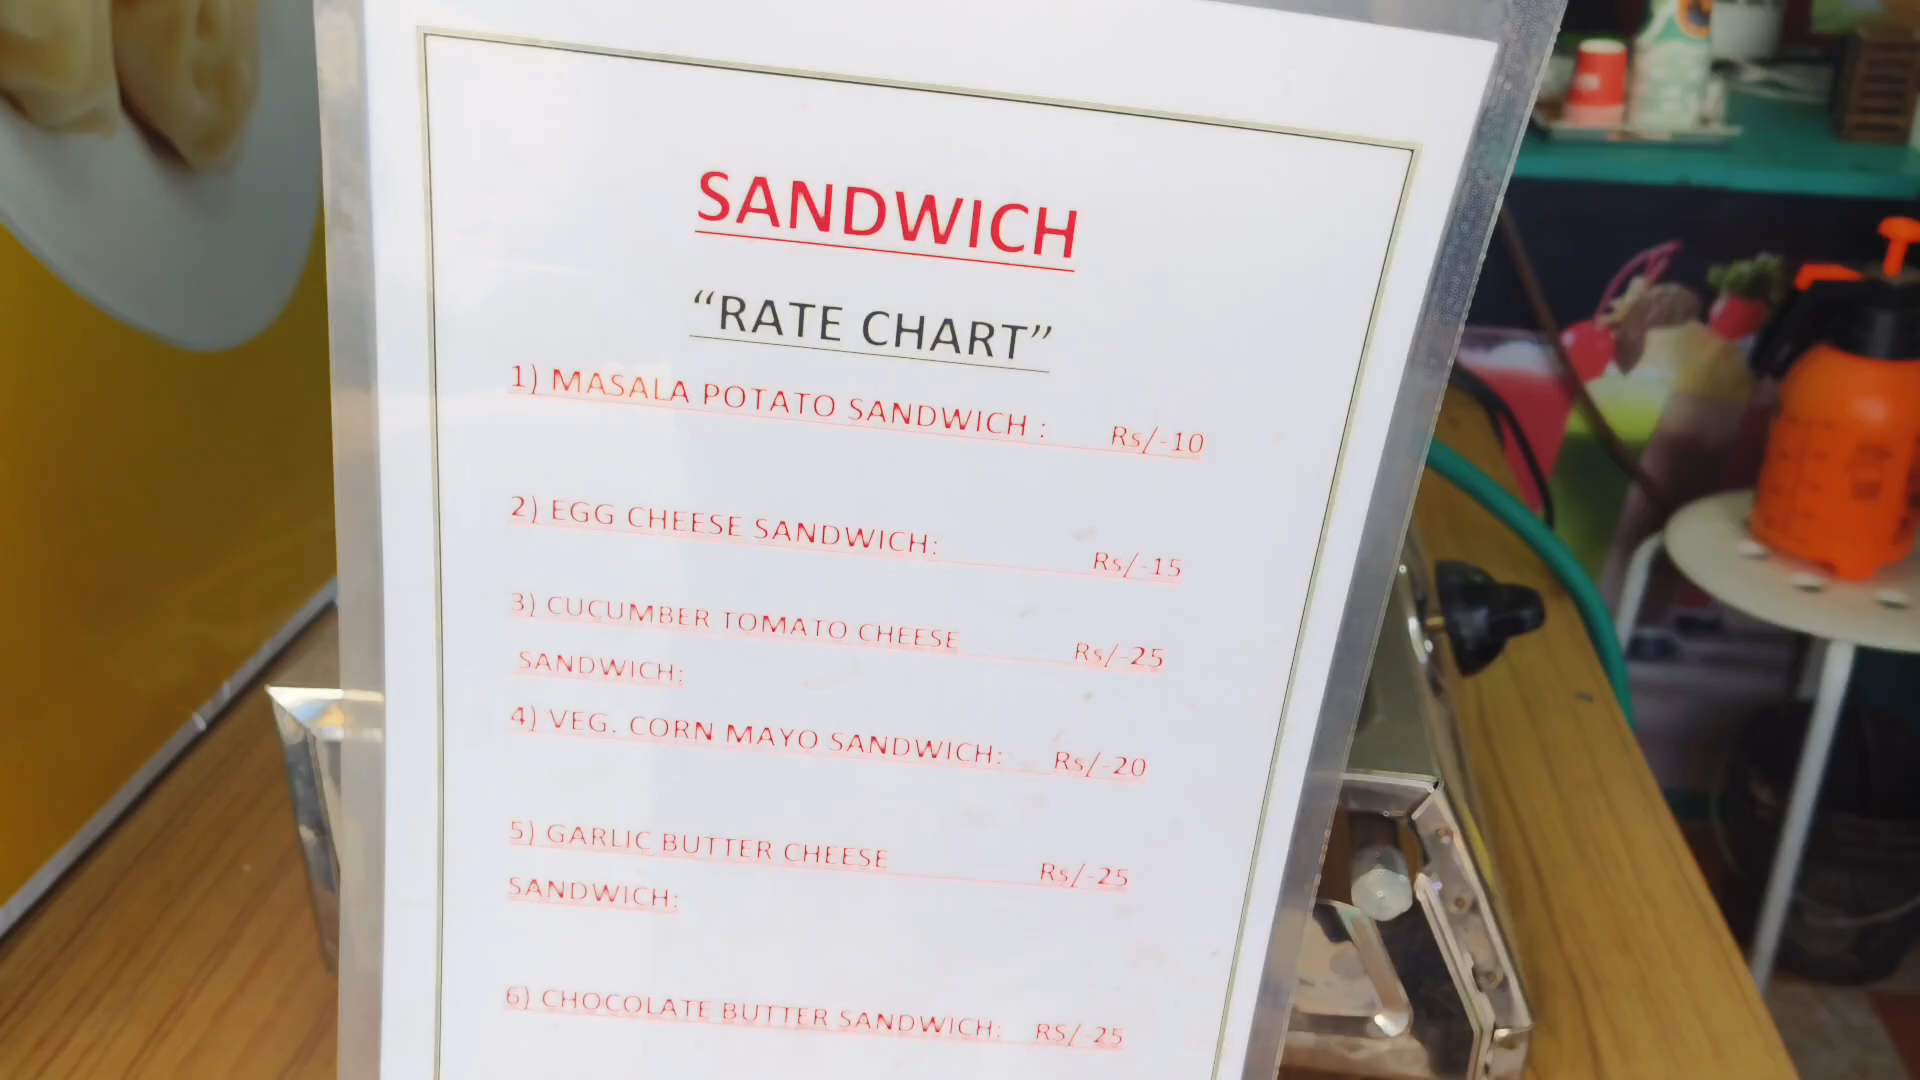 SANDWICH
“RATE CHART”
1) MASALA POTATO SANDWICH : Rs/-10
2) EGG CHEESE SANDWICH: Rs/-15
3) CUCUMBER TOMATO CHEESE Rs/-25
SANDWICH:
4) VEG. CORN MAYO SANDWICH: Rs/-20
5) GARLIC BUTTER CHEESE Rs/-25
SANDWICH:
6) CHOCOLATE BUTTER SANDWICH: RS/-25